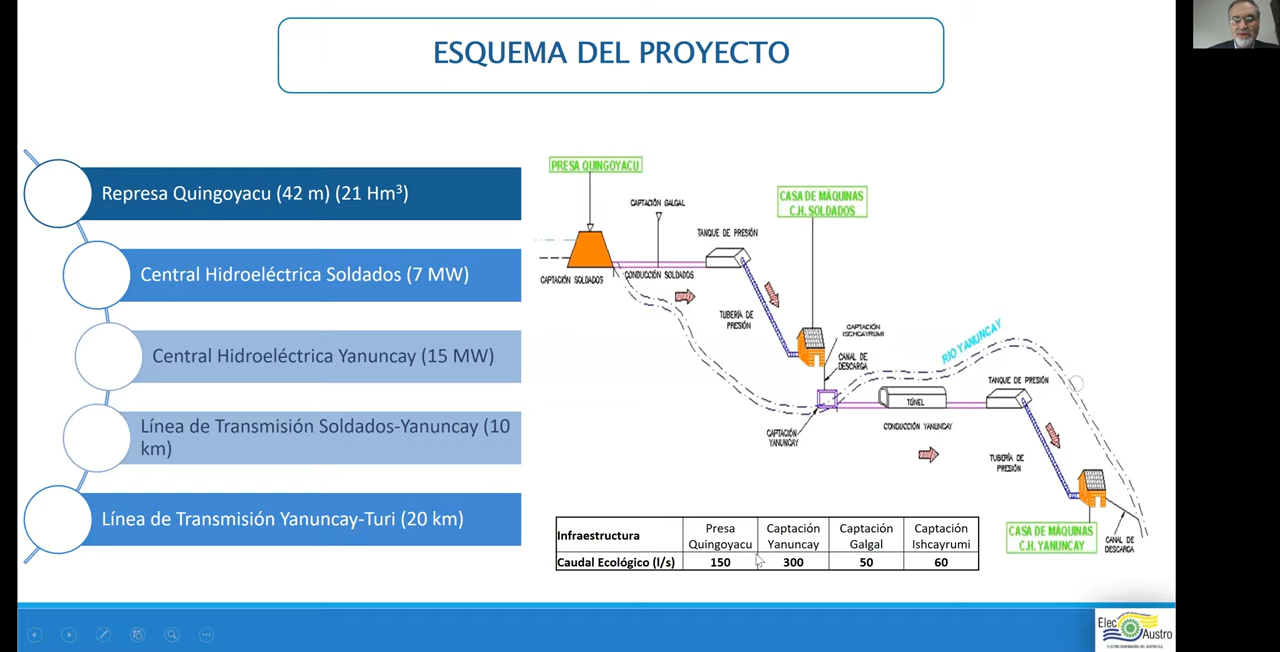 ESQUEMA DEL PROYECTO
Represa Quingoyacu (42 m) (21 Hm³)
Central Hidroeléctrica Soldados (7 MW)
Central Hidroeléctrica Yanuncay (15 MW)
Línea de Transmisión Soldados-Yanuncay (10
km)
Línea de Transmisión Yanuncay-Turi (20 km)
PRESA QUINGOYACU
CAPTACIÓN GALGAL
CASA DE MÁQUINAS
C.H. SOLDADOS
TANQUE DE PRESIÓN
CAPTACIÓN SOLDADOS
CONDUCCIÓN SOLDADOS
TUBERÍA DE
PRESIÓN
CAPTACIÓN
ISCHCAYRUMI
CANAL DE
DESCARGA
RIO YANUNCAY
TANQUE DE PRESIÓN
TÚNEL
CAPTACIÓN
YANUNCAY
CONDUCCIÓN YANUNCAY
TUBERÍA DE
PRESIÓN
CASA DE MÁQUINAS
C.H. YANUNCAY
CANAL DE
DESCARGA
Infraestructura
Presa
Quingoyacu
Captación
Yanuncay
Captación
Galgal
Captación
Ishcayrumi
Caudal Ecológico (l/s) 150 300 50 60
Elec
Austro